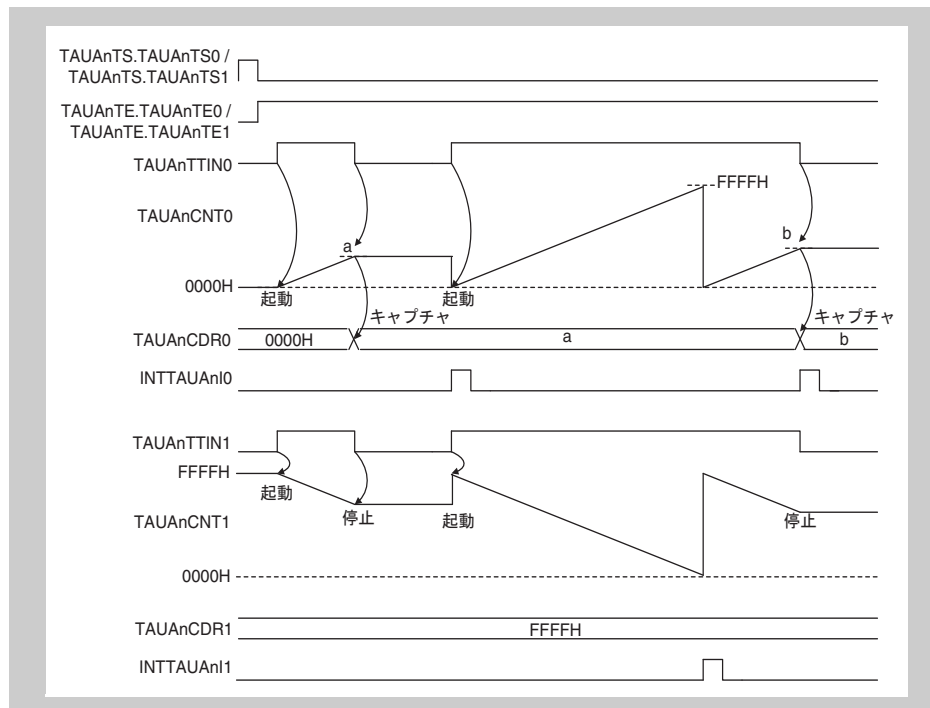 TAUAnTS.TAUAnTS0 /
TAUAnTS.TAUAnTS1
TAUAnTE.TAUAnTE0 /
TAUAnTE.TAUAnTE1
TAUAnTTIN0
FFFFH
TAUAnCNT0
a
b
0000H
起動
起動
キャプチャ
キャプチャ
TAUAnCDR0
0000H
a
b
INTTAUAnI0
TAUAnTTIN1
FFFFH
起動
停止
起動
停止
TAUAnCNT1
0000H
TAUAnCDR1
FFFFH
INTTAUAnI1